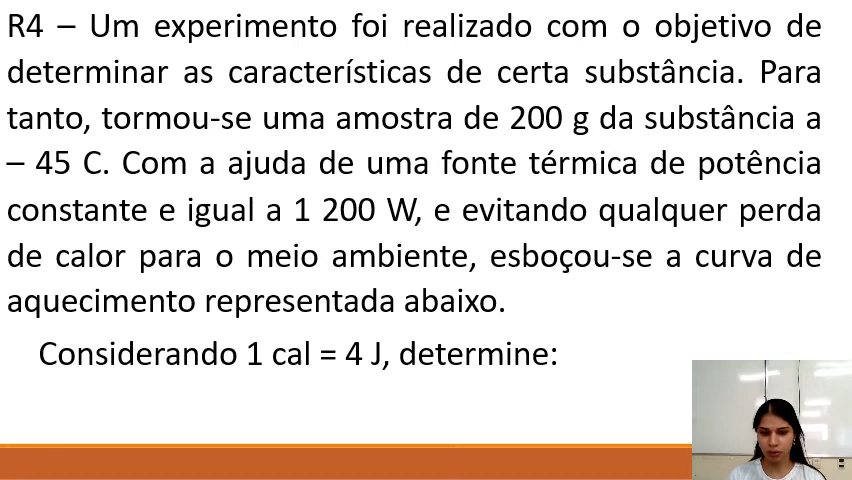 R4 – Um experimento foi realizado com o objetivo de
determinar as características de certa substância. Para
tanto, tormou-se uma amostra de 200 g da substância a
– 45 C. Com a ajuda de uma fonte térmica de potência
constante e igual a 1 200 W, e evitando qualquer perda
de calor para o meio ambiente, esboçou-se a curva de
aquecimento representada abaixo.
Considerando 1 cal = 4 J, determine: